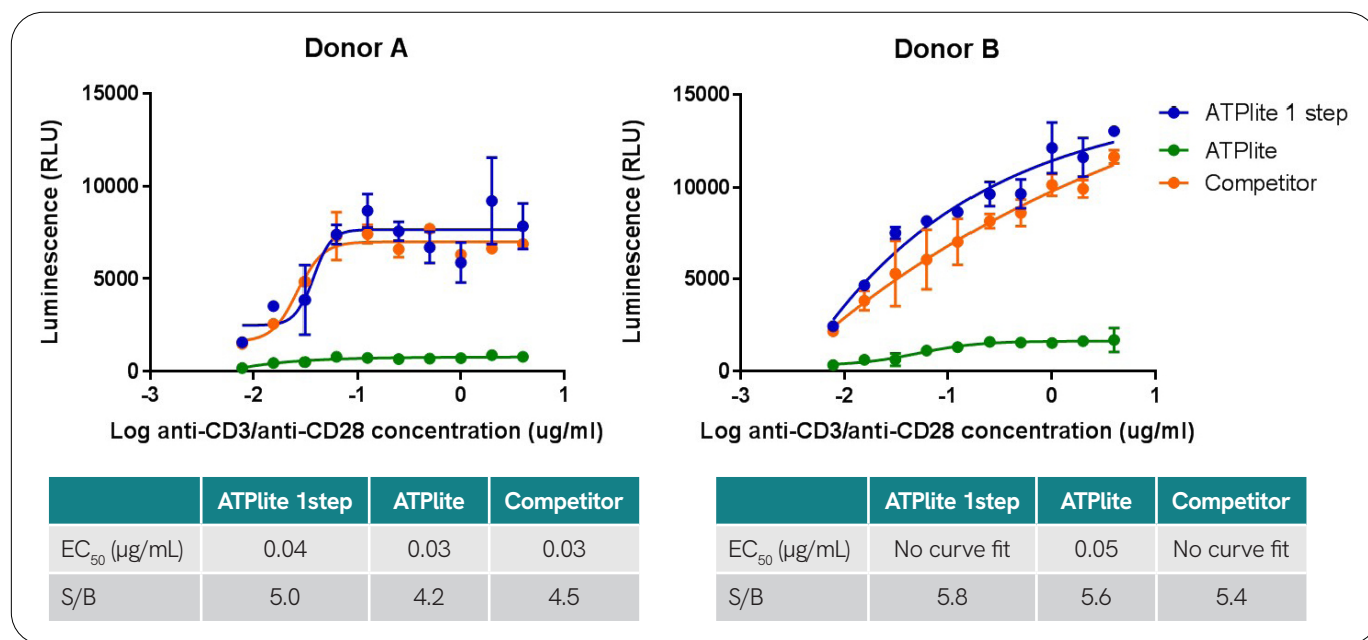 Donor A
15000
10000
5000
0
Luminescence (RLU)
-3 -2 -1 0 1
Log anti-CD3/anti-CD28 concentration (ug/ml)
Donor B
15000
10000
5000
0
Luminescence (RLU)
-3 -2 -1 0 1
Log anti-CD3/anti-CD28 concentration (ug/ml)
ATPlite 1 step
ATPlite
Competitor
ATPlite 1step ATPlite Competitor
EC50 (µg/mL) 0.04 0.03 0.03
S/B 5.0 4.2 4.5
ATPlite 1step ATPlite Competitor
EC50 (µg/mL) No curve fit 0.05 No curve fit
S/B 5.8 5.6 5.4